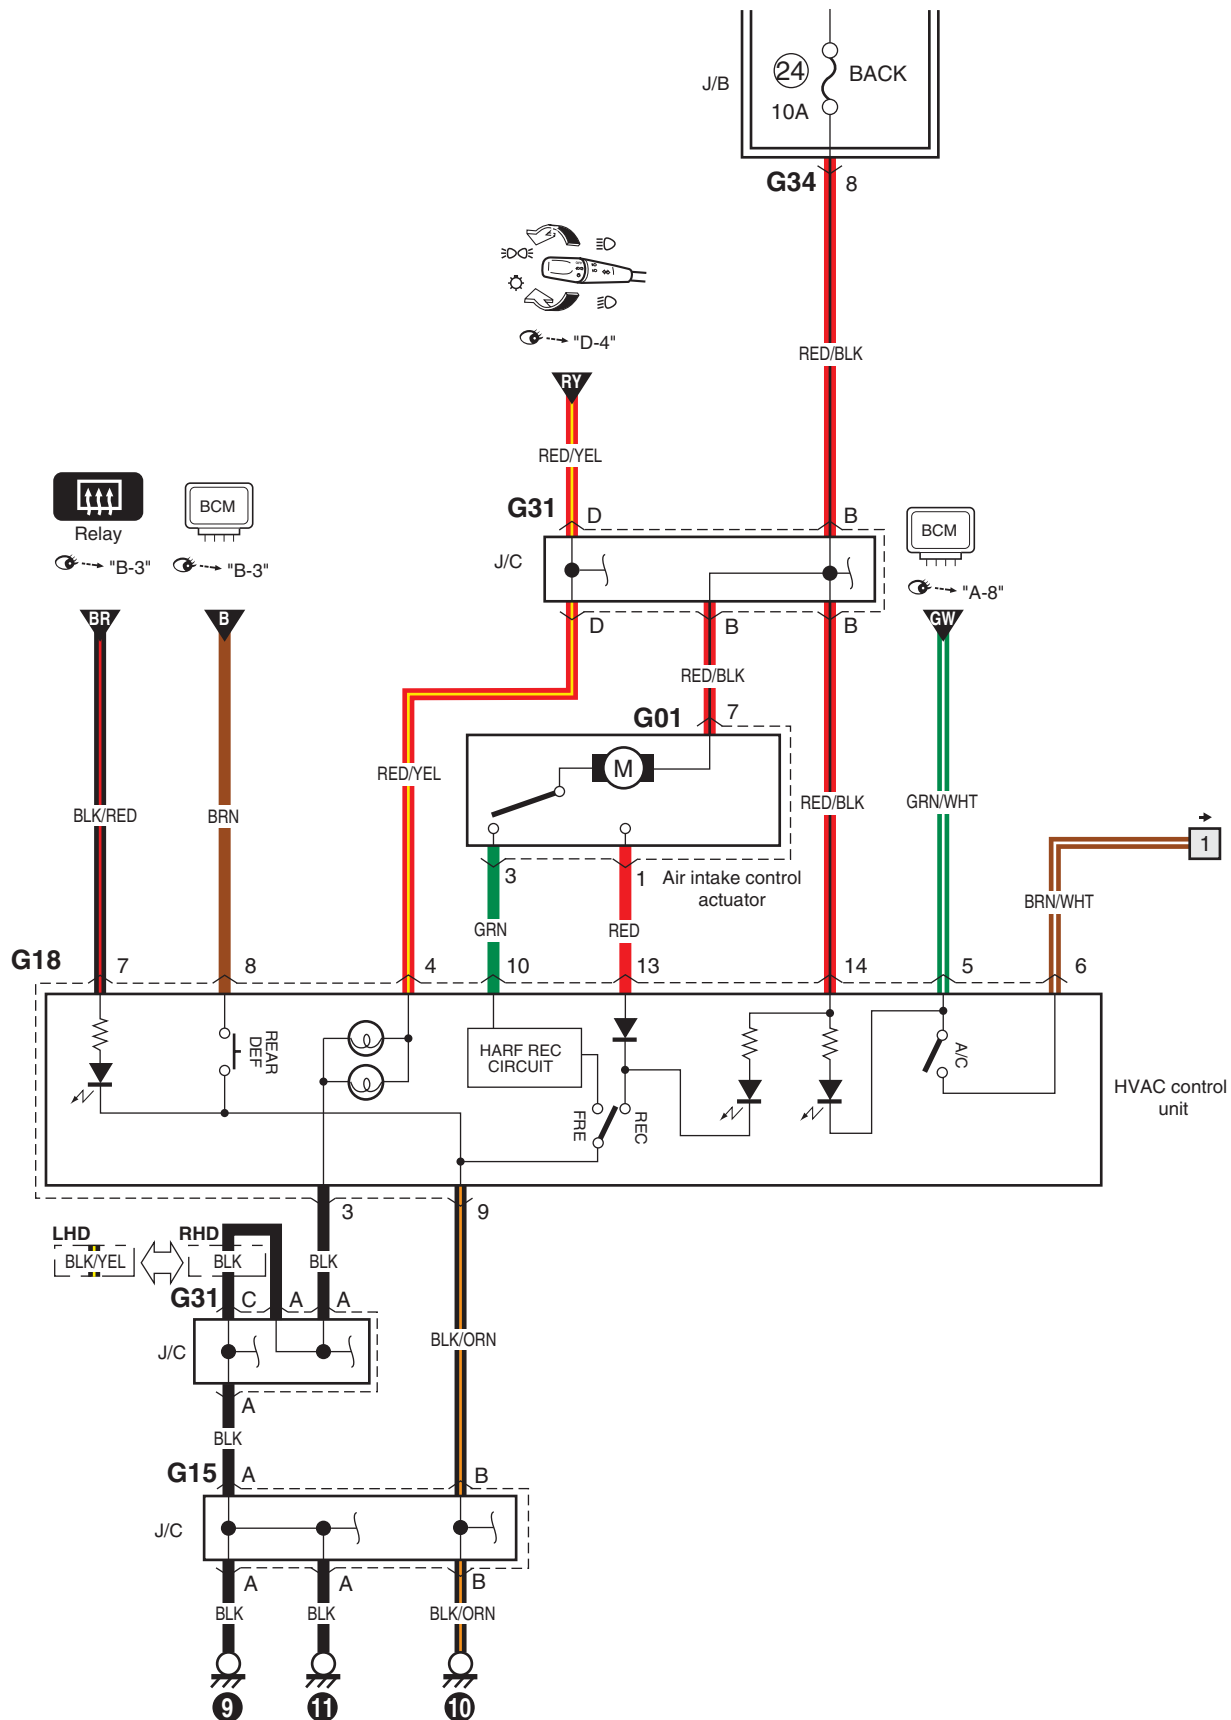 J/B
24
BACK
10A
G34
8
"D-4"
RY
RED/BLK
RED/YEL
Relay
"B-3"
BCM
"B-3"
G31
D
B
BCM
"A-8"
J/C
BR
B
GW
D
B
B
RED/BLK
G01
7
M
RED/YEL
BLK/RED
BRN
RED/BLK
GRN/WHT
1
3
1
Air intake control
actuator
BRN/WHT
GRN
RED
G18
7
8
4
10
13
14
5
6
REAR
DEF
HARF REC
CIRCUIT
FRE
REC
A/C
HVAC control
unit
3
9
LHD
RHD
BLK/YEL
BLK
BLK
G31
C
A
A
J/C
BLK/ORN
A
BLK
G15
A
B
J/C
A
A
B
BLK
BLK
BLK/ORN
9
11
10